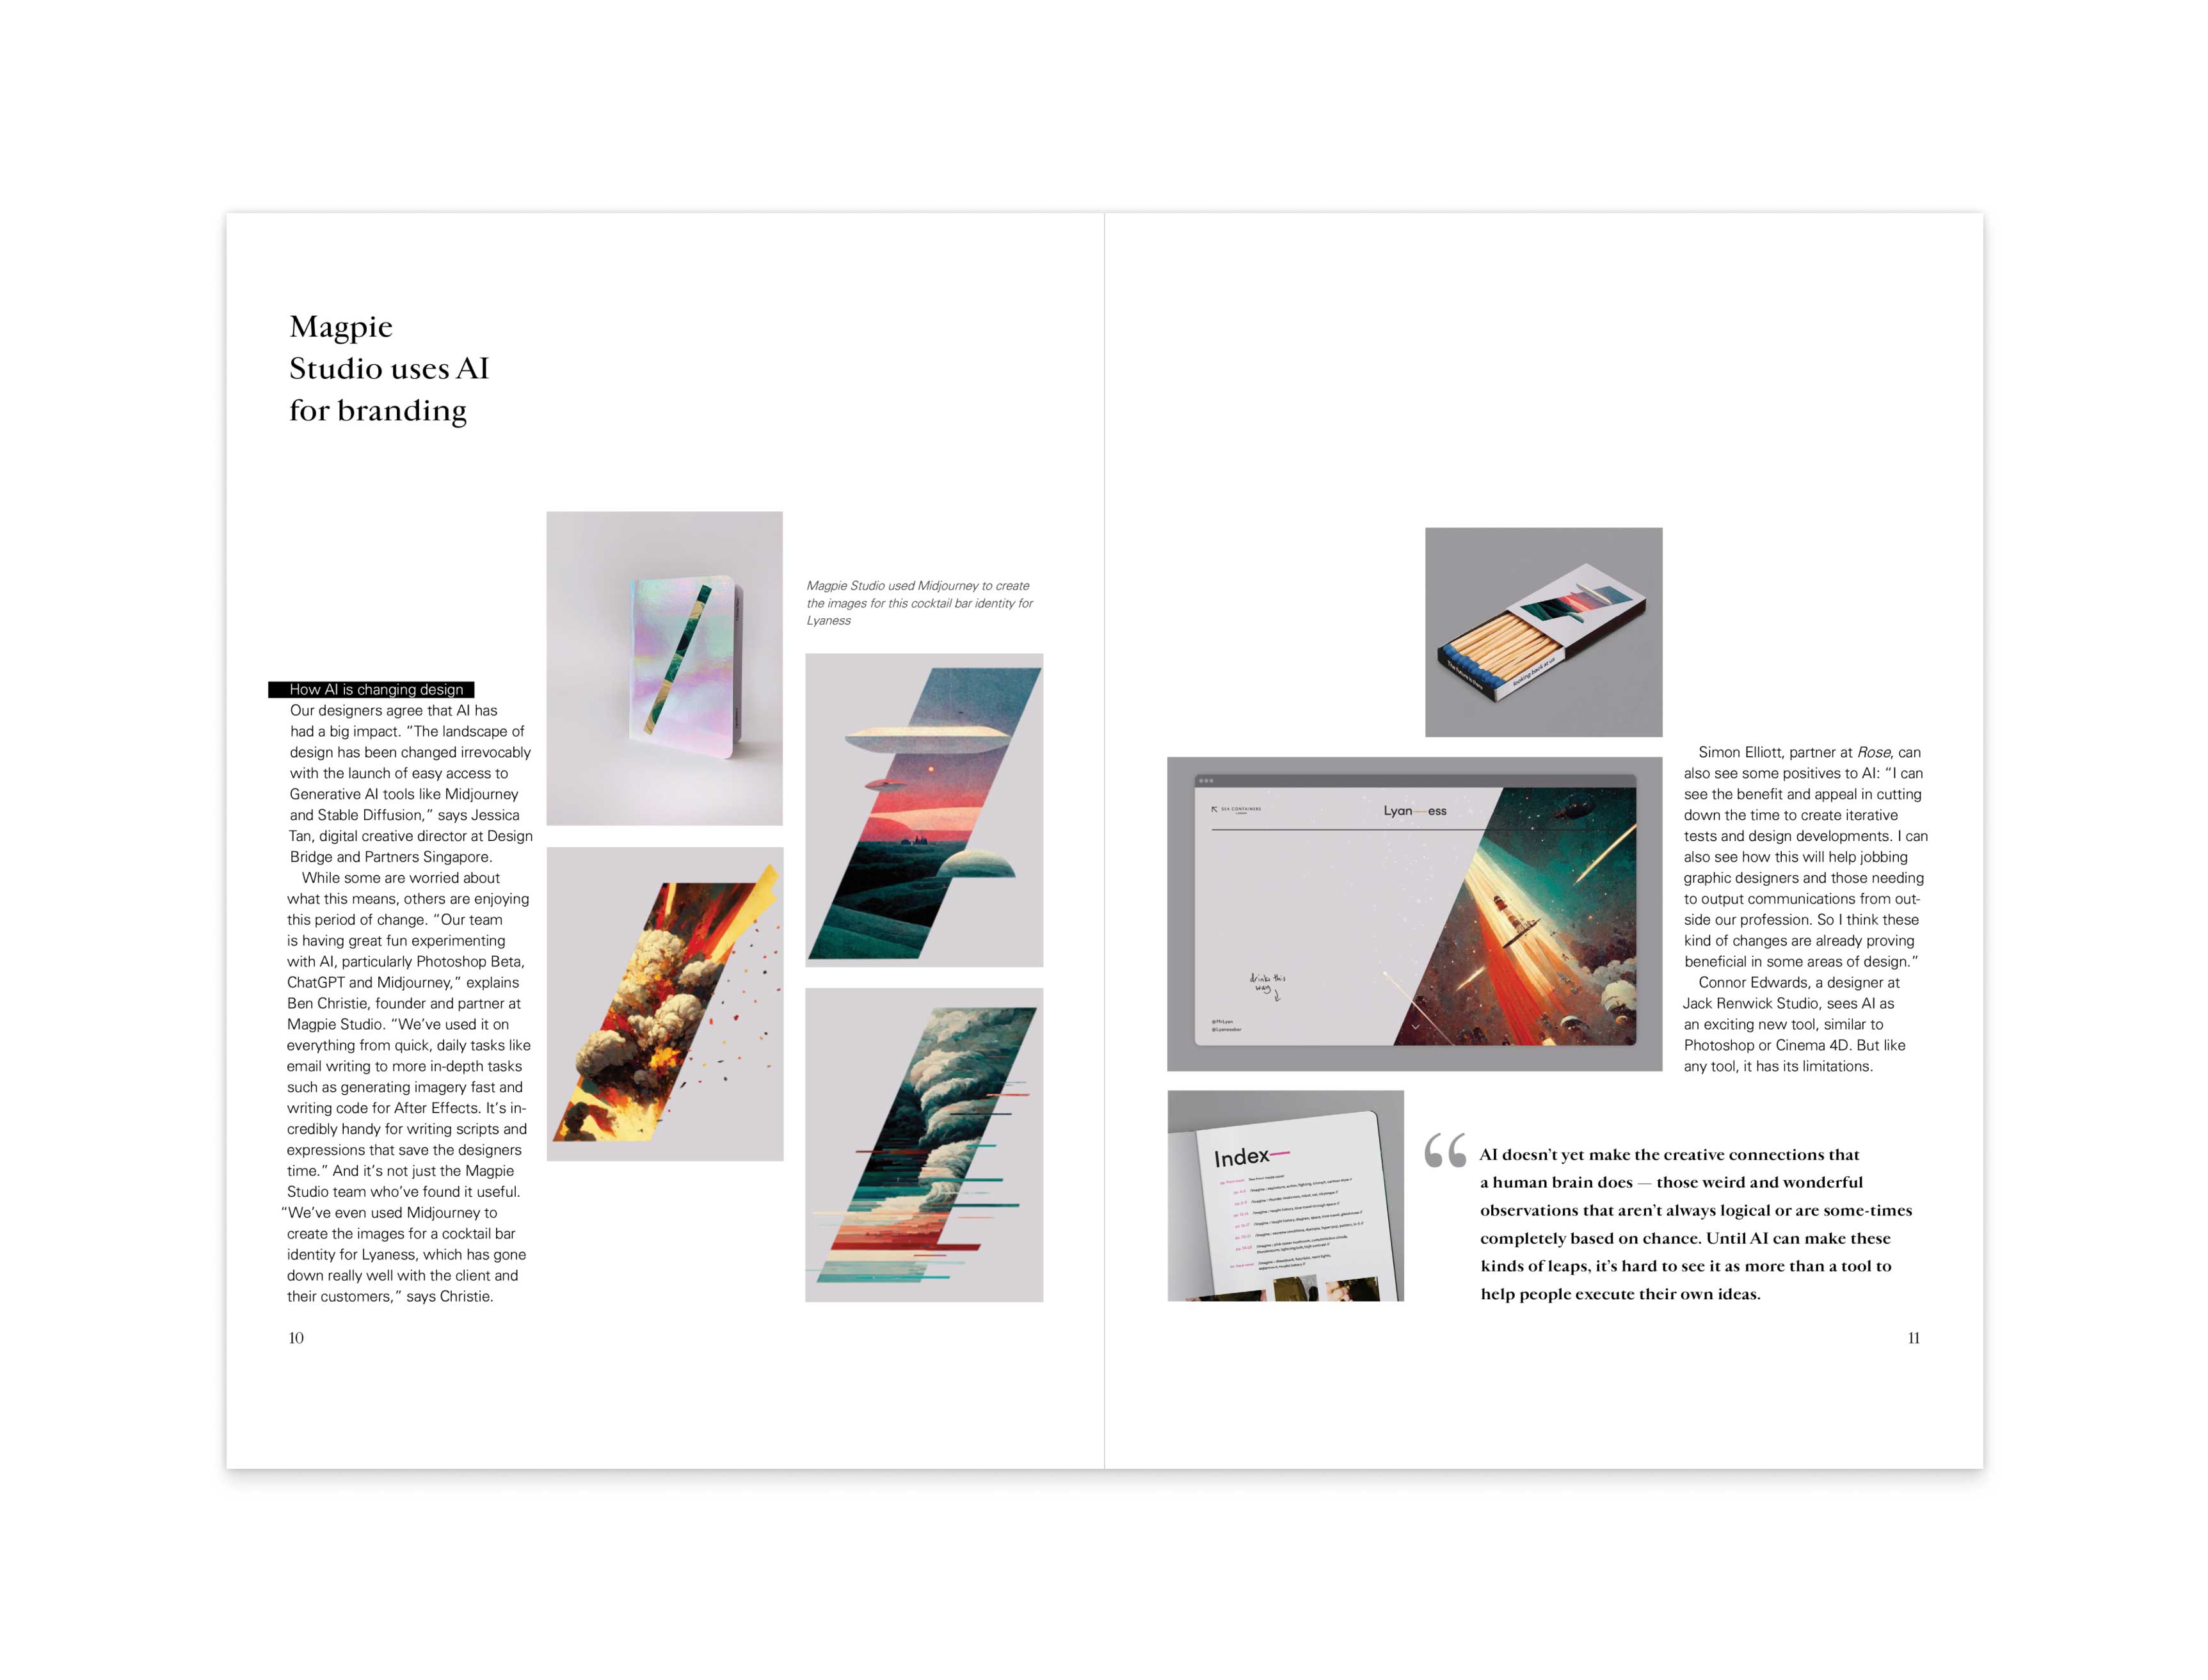 Magpie
Studio uses AI
for branding
Magpie Studio used Midjourney to create
the images for this cocktail bar identity for
Lyaness
How AI is changing design
Our designers agree that AI has
had a big impact. “The landscape of
design has been changed irrevocably
with the launch of easy access to
Generative AI tools like Midjourney
and Stable Diffusion,” says Jessica
Tan, digital creative director at Design
Bridge and Partners Singapore.
While some are worried about
what this means, others are enjoying
this period of change. “Our team
is having great fun experimenting
with AI, particularly Photoshop Beta,
ChatGPT and Midjourney,” explains
Ben Christie, founder and partner at
Magpie Studio. “We’ve used it on
everything from quick, daily tasks like
email writing to more in-depth tasks
such as generating imagery fast and
writing code for After Effects. It’s in-
credibly handy for writing scripts and
expressions that save the designers
time.” And it’s not just the Magpie
Studio team who’ve found it useful.
“We’ve even used Midjourney to
create the images for a cocktail bar
identity for Lyaness, which has gone
down really well with the client and
their customers,” says Christie.
10
The future is there
looking back at us
SEA CONTAINERS
LONDON
Lyan—ess
drinks this
way
@MrLyan
@Lyanessbar
Simon Elliott, partner at Rose, can
also see some positives to AI: “I can
see the benefit and appeal in cutting
down the time to create iterative
tests and design developments. I can
also see how this will help jobbing
graphic designers and those needing
to output communications from out-
side our profession. So I think these
kind of changes are already proving
beneficial in some areas of design.”
Connor Edwards, a designer at
Jack Renwick Studio, sees AI as
an exciting new tool, similar to
Photoshop or Cinema 4D. But like
any tool, it has its limitations.
Index—
“ AI doesn’t yet make the creative connections that
a human brain does — those weird and wonderful
observations that aren’t always logical or are some-times
completely based on chance. Until AI can make these
kinds of leaps, it’s hard to see it as more than a tool to
help people execute their own ideas.
11